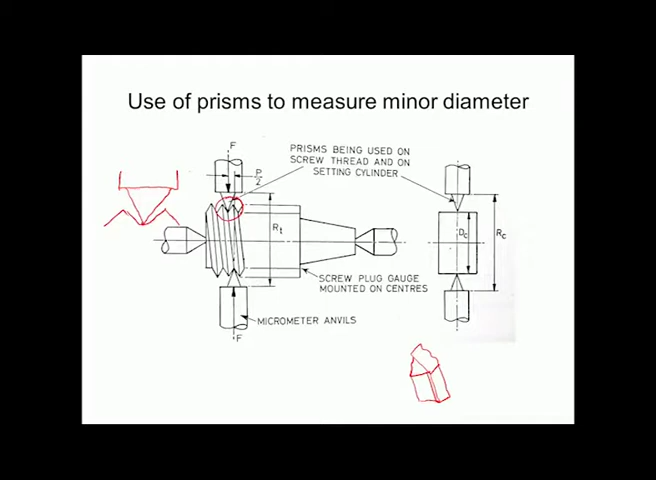 Use of prisms to measure minor diameter
F
P/2
PRISMS BEING USED ON
SCREW THREAD AND ON
SETTING CYLINDER
Rt
Dc
Rc
SCREW PLUG GAUGE
MOUNTED ON CENTRES
MICROMETER ANVILS
F